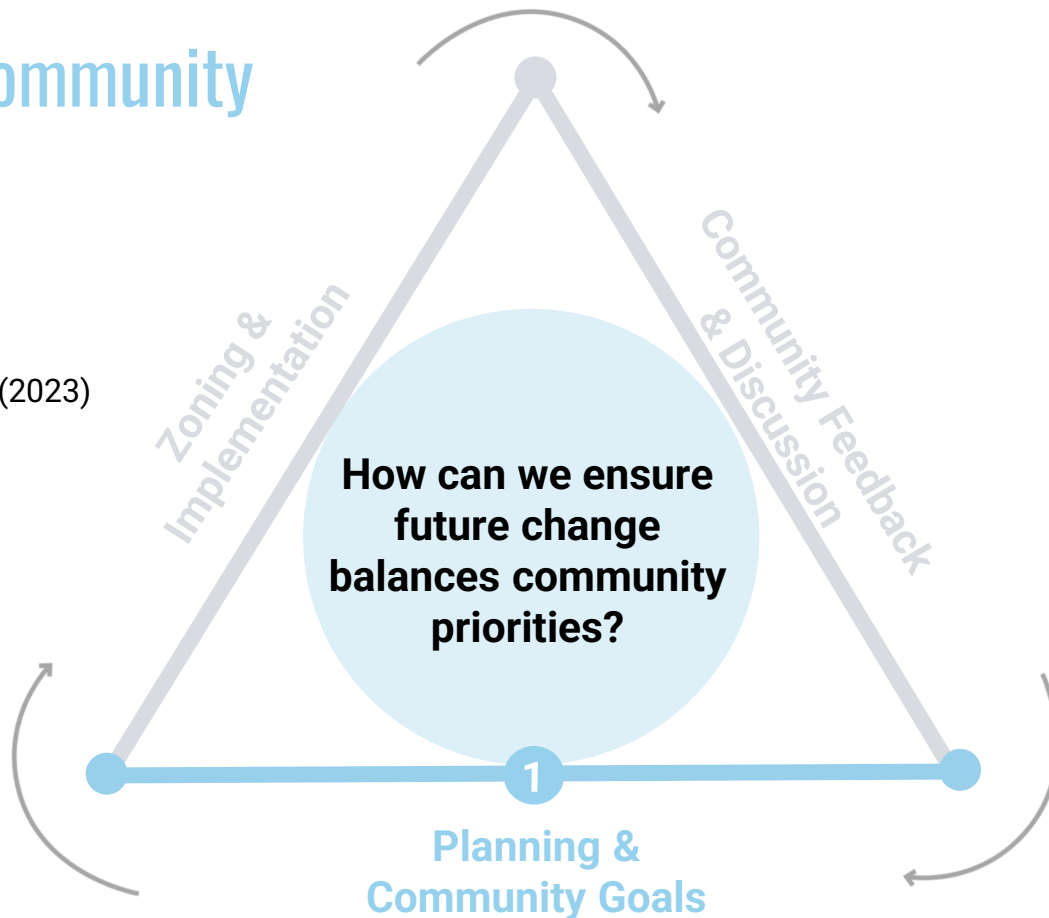 ommunity
(2023)
Zoning &
Implementation
Community Feedback
& Discussion
How can we ensure
future change
balances community
priorities?
1
Planning &
Community Goals